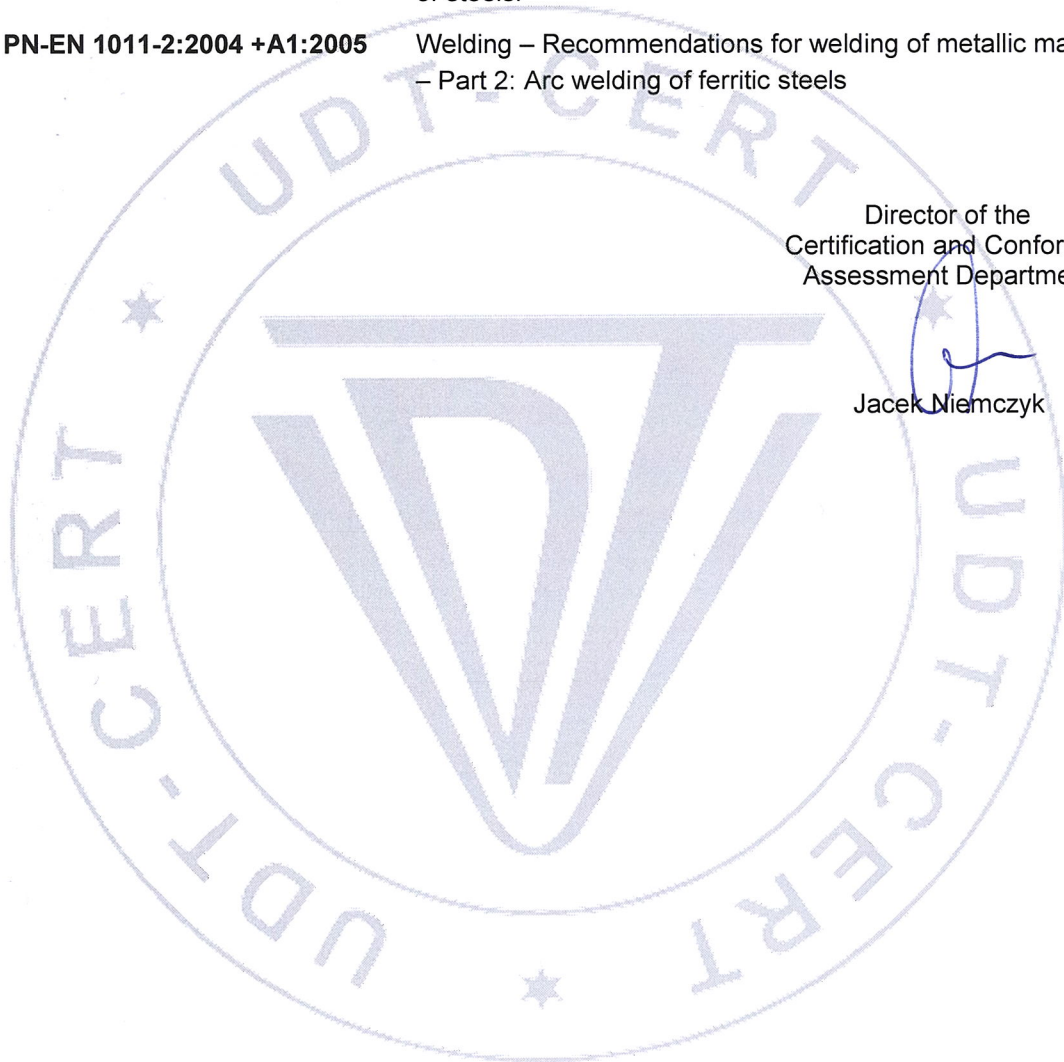 PN-EN 1011-2:2004 +A1:2005 Welding – Recommendations for welding of metallic
– Part 2: Arc welding of ferritic steels
Director of the
Certification and
Assessment
Jacek Niemczyk
UDT-CERT
UDT-CERT
UDT-CERT
UDT